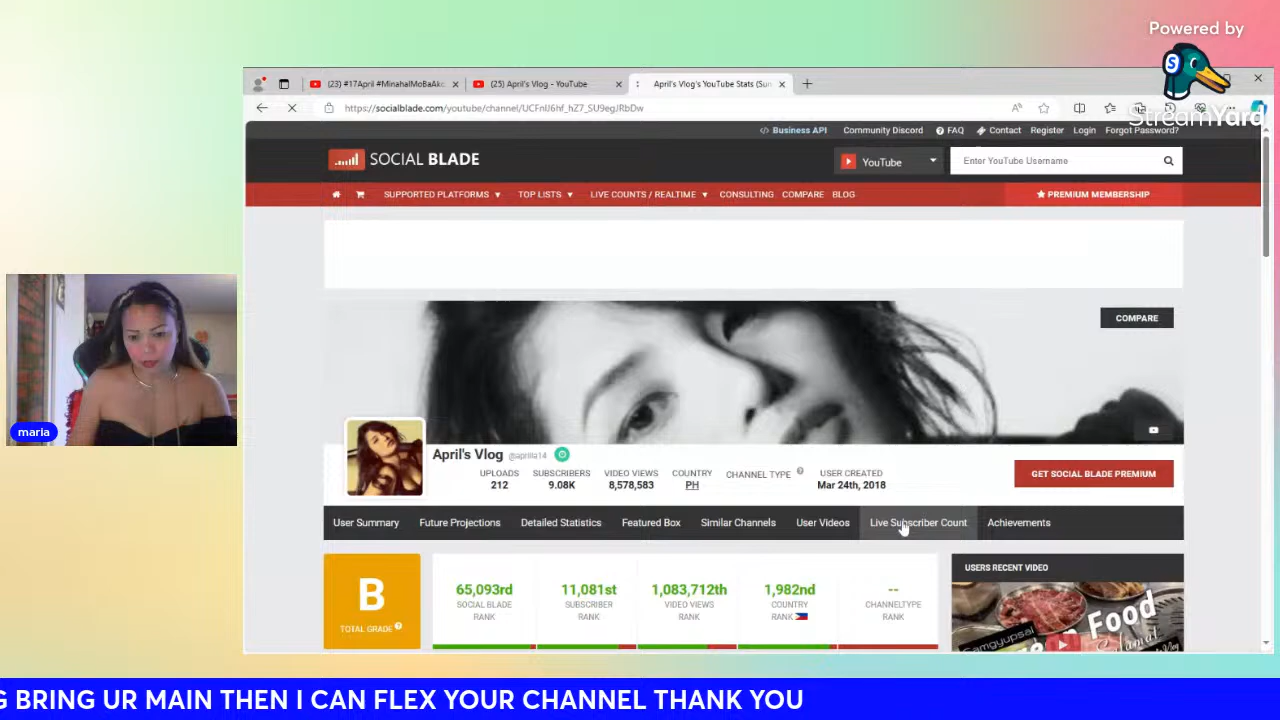 Powered by
StreamYard
(23) #17April #MinahalMoBaAko
(25) April's Vlog - YouTube
April's Vlog's YouTube Stats (Sum
https://socialblade.com/youtube/channel/UCFnIJ6hf_hZ7_SU9egJRbDw
Business API
Community Discord
FAQ
Contact
Register
Login
Forgot Password?
SOCIAL BLADE
YouTube
Enter YouTube Username
SUPPORTED PLATFORMS
TOP LISTS
LIVE COUNTS / REALTIME
CONSULTING
COMPARE
BLOG
PREMIUM MEMBERSHIP
COMPARE
maria
April's Vlog @aprilla14
UPLOADS
212
SUBSCRIBERS
9.08K
VIDEO VIEWS
8,578,583
COUNTRY
PH
CHANNEL TYPE
USER CREATED
Mar 24th, 2018
GET SOCIAL BLADE PREMIUM
User Summary
Future Projections
Detailed Statistics
Featured Box
Similar Channels
User Videos
Live Subscriber Count
Achievements
B
TOTAL GRADE
65,093rd
SOCIAL BLADE
RANK
11,081st
SUBSCRIBER
RANK
1,083,712th
VIDEO VIEWS
RANK
1,982nd
COUNTRY
RANK
--
CHANNELTYPE
RANK
USERS RECENT VIDEO
Samgyupsal
Food
G BRING UR MAIN THEN I CAN FLEX YOUR CHANNEL THANK YOU